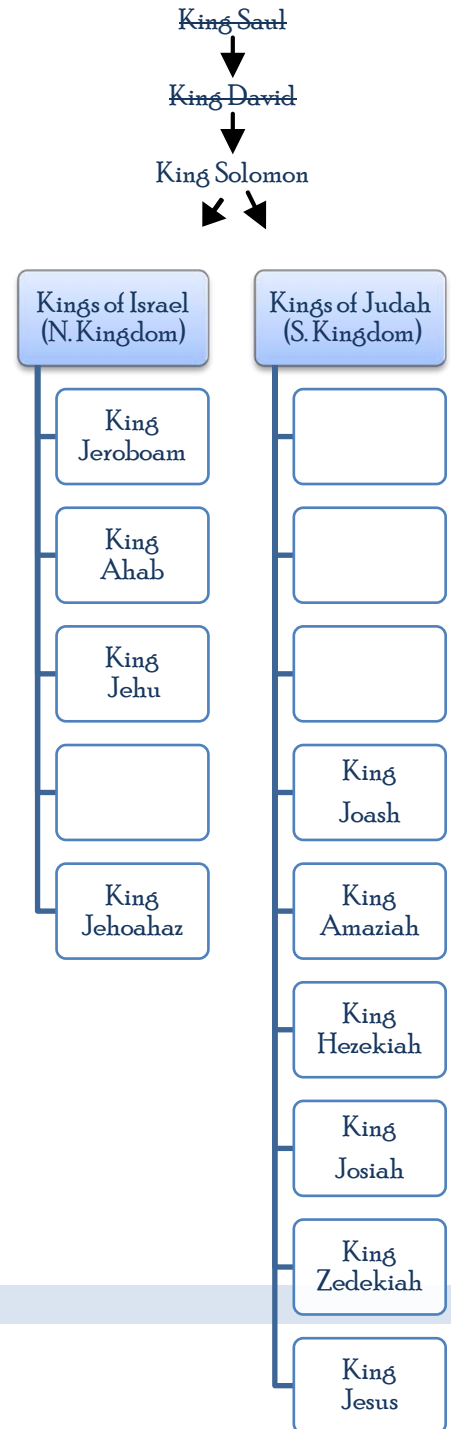 King Saul
King David
King Solomon
Kings of Israel
(N. Kingdom)
King
Jeroboam
King
Ahab
King
Jehu
King
Jehoahaz
Kings of Judah
(S. Kingdom)
King
Joash
King
Amaziah
King
Hezekiah
King
Josiah
King
Zedekiah
King
Jesus